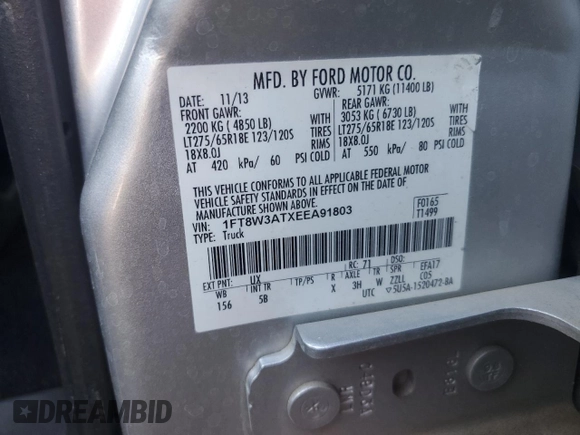 MFD. BY FORD MOTOR CO.
DATE: 11/13 GVWR: 5171 KG (11400 LB)
FRONT GAWR: REAR GAWR:
2200 KG ( 4850 LB) WITH 3053 KG ( 6730 LB) WITH
LT275/65R18E 123/120S TIRES LT275/65R18E 123/120S TIRES
18X8.0J RIMS 18X8.0J RIMS
AT 420 kPa/ 60 PSI COLD AT 550 kPa/ 80 PSI COLD
THIS VEHICLE CONFORMS TO ALL APPLICABLE FEDERAL MOTOR
VEHICLE SAFETY STANDARDS IN EFFECT ON THE DATE OF
MANUFACTURE SHOWN ABOVE.
VIN: 1FT8W3ATXEEA91803 F0165
TYPE: Truck T1499
EXT PNT: UX RC: 71 DSO:
WB INT TR TP/PS R AXLE TR SPR EFA17
156 5B X 3H W ZZLL C05
UTC 5U5A-1520472-BA
DREAMBID